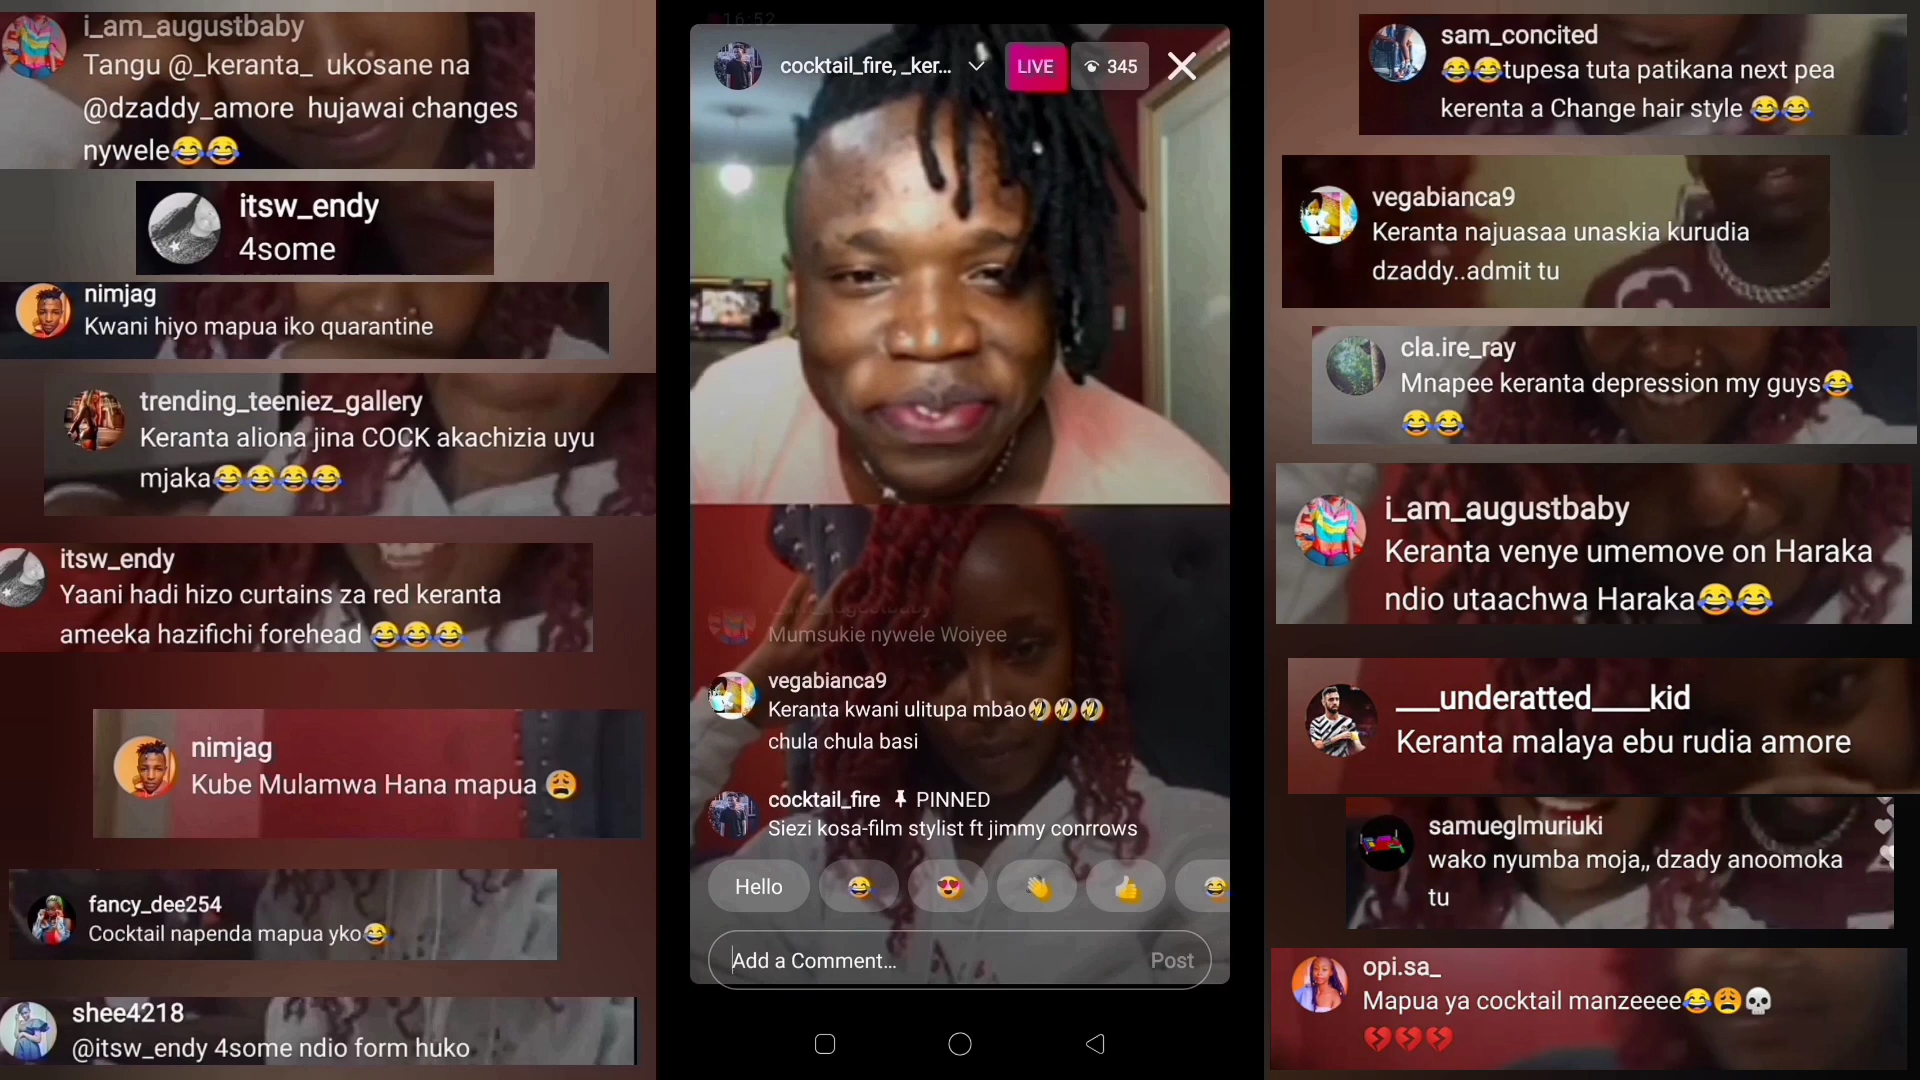 i_am_augustbaby
Tangu @_keranta_ ukosane na
@dzaddy_amore hujawai changes
nywele😂😂
itsw_endy
4some
nimjag
Kwani hiyo mapua iko quarantine
trending_teeniez_gallery
Keranta aliona jina COCK akachizia uyu
mjaka😂😂😂😂
itsw_endy
Yaani hadi hizo curtains za red keranta
ameeka hazifichi forehead 😂😂😂
nimjag
Kube Mulamwa Hana mapua 😩
fancy_dee254
Cocktail napenda mapua yko😂
shee4218
@itsw_endy 4some ndio form huko
16:52
cocktail_fire, _ker...
LIVE
345
i_am_augustbaby
Mumsukie nywele Woiyee
vegabianca9
Keranta kwani ulitupa mbao🤣🤣🤣
chula chula basi
cocktail_fire PINNED
Siezi kosa-film stylist ft jimmy conrrows
Hello 😂 😍 👏 👍 😂
Add a Comment...
Post
sam_concited
😂😂tupesa tuta patikana next pea
kerenta a Change hair style 😂😂
vegabianca9
Keranta najuasaa unaskia kurudia
dzaddy..admit tu
cla.ire_ray
Mnapee keranta depression my guys😂
😂😂
i_am_augustbaby
Keranta venye umemove on Haraka
ndio utaachwa Haraka😂😂
___underatted____kid
Keranta malaya ebu rudia amore
samueglmuriuki
wako nyumba moja,, dzady anoomoka
tu
opi.sa_
Mapua ya cocktail manzeeee😂😩💀
💔💔💔